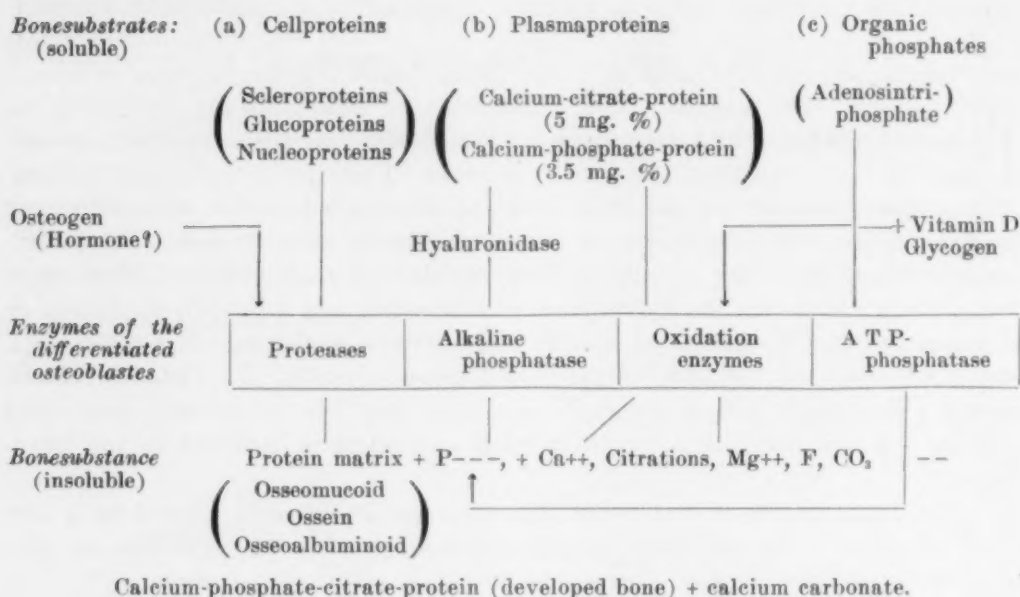 Bonesubstrates: (a) Cellproteins (b) Plasmaproteins (c) Organic
(soluble) phosphates
Scleroproteins
Glucoproteins
Nucleoproteins
Calcium-citrate-protein
(5 mg. %)
Calcium-phosphate-protein
(3.5 mg. %)
(Adenosintri-
phosphate)
Osteogen
(Hormone?)
Hyaluronidase
+ Vitamin D
Glycogen
Enzymes of the
differentiated
osteoblastes
Proteases
Alkaline
phosphatase
Oxidation
enzymes
A T P-
phosphatase
Bonesubstance
(insoluble)
Protein matrix + P---, + Ca++, Citrations, Mg++, F, CO₃ --
Osseomucoid
Ossein
Osseoalbuminoid
Calcium-phosphate-citrate-protein (developed bone) + calcium carbonate.